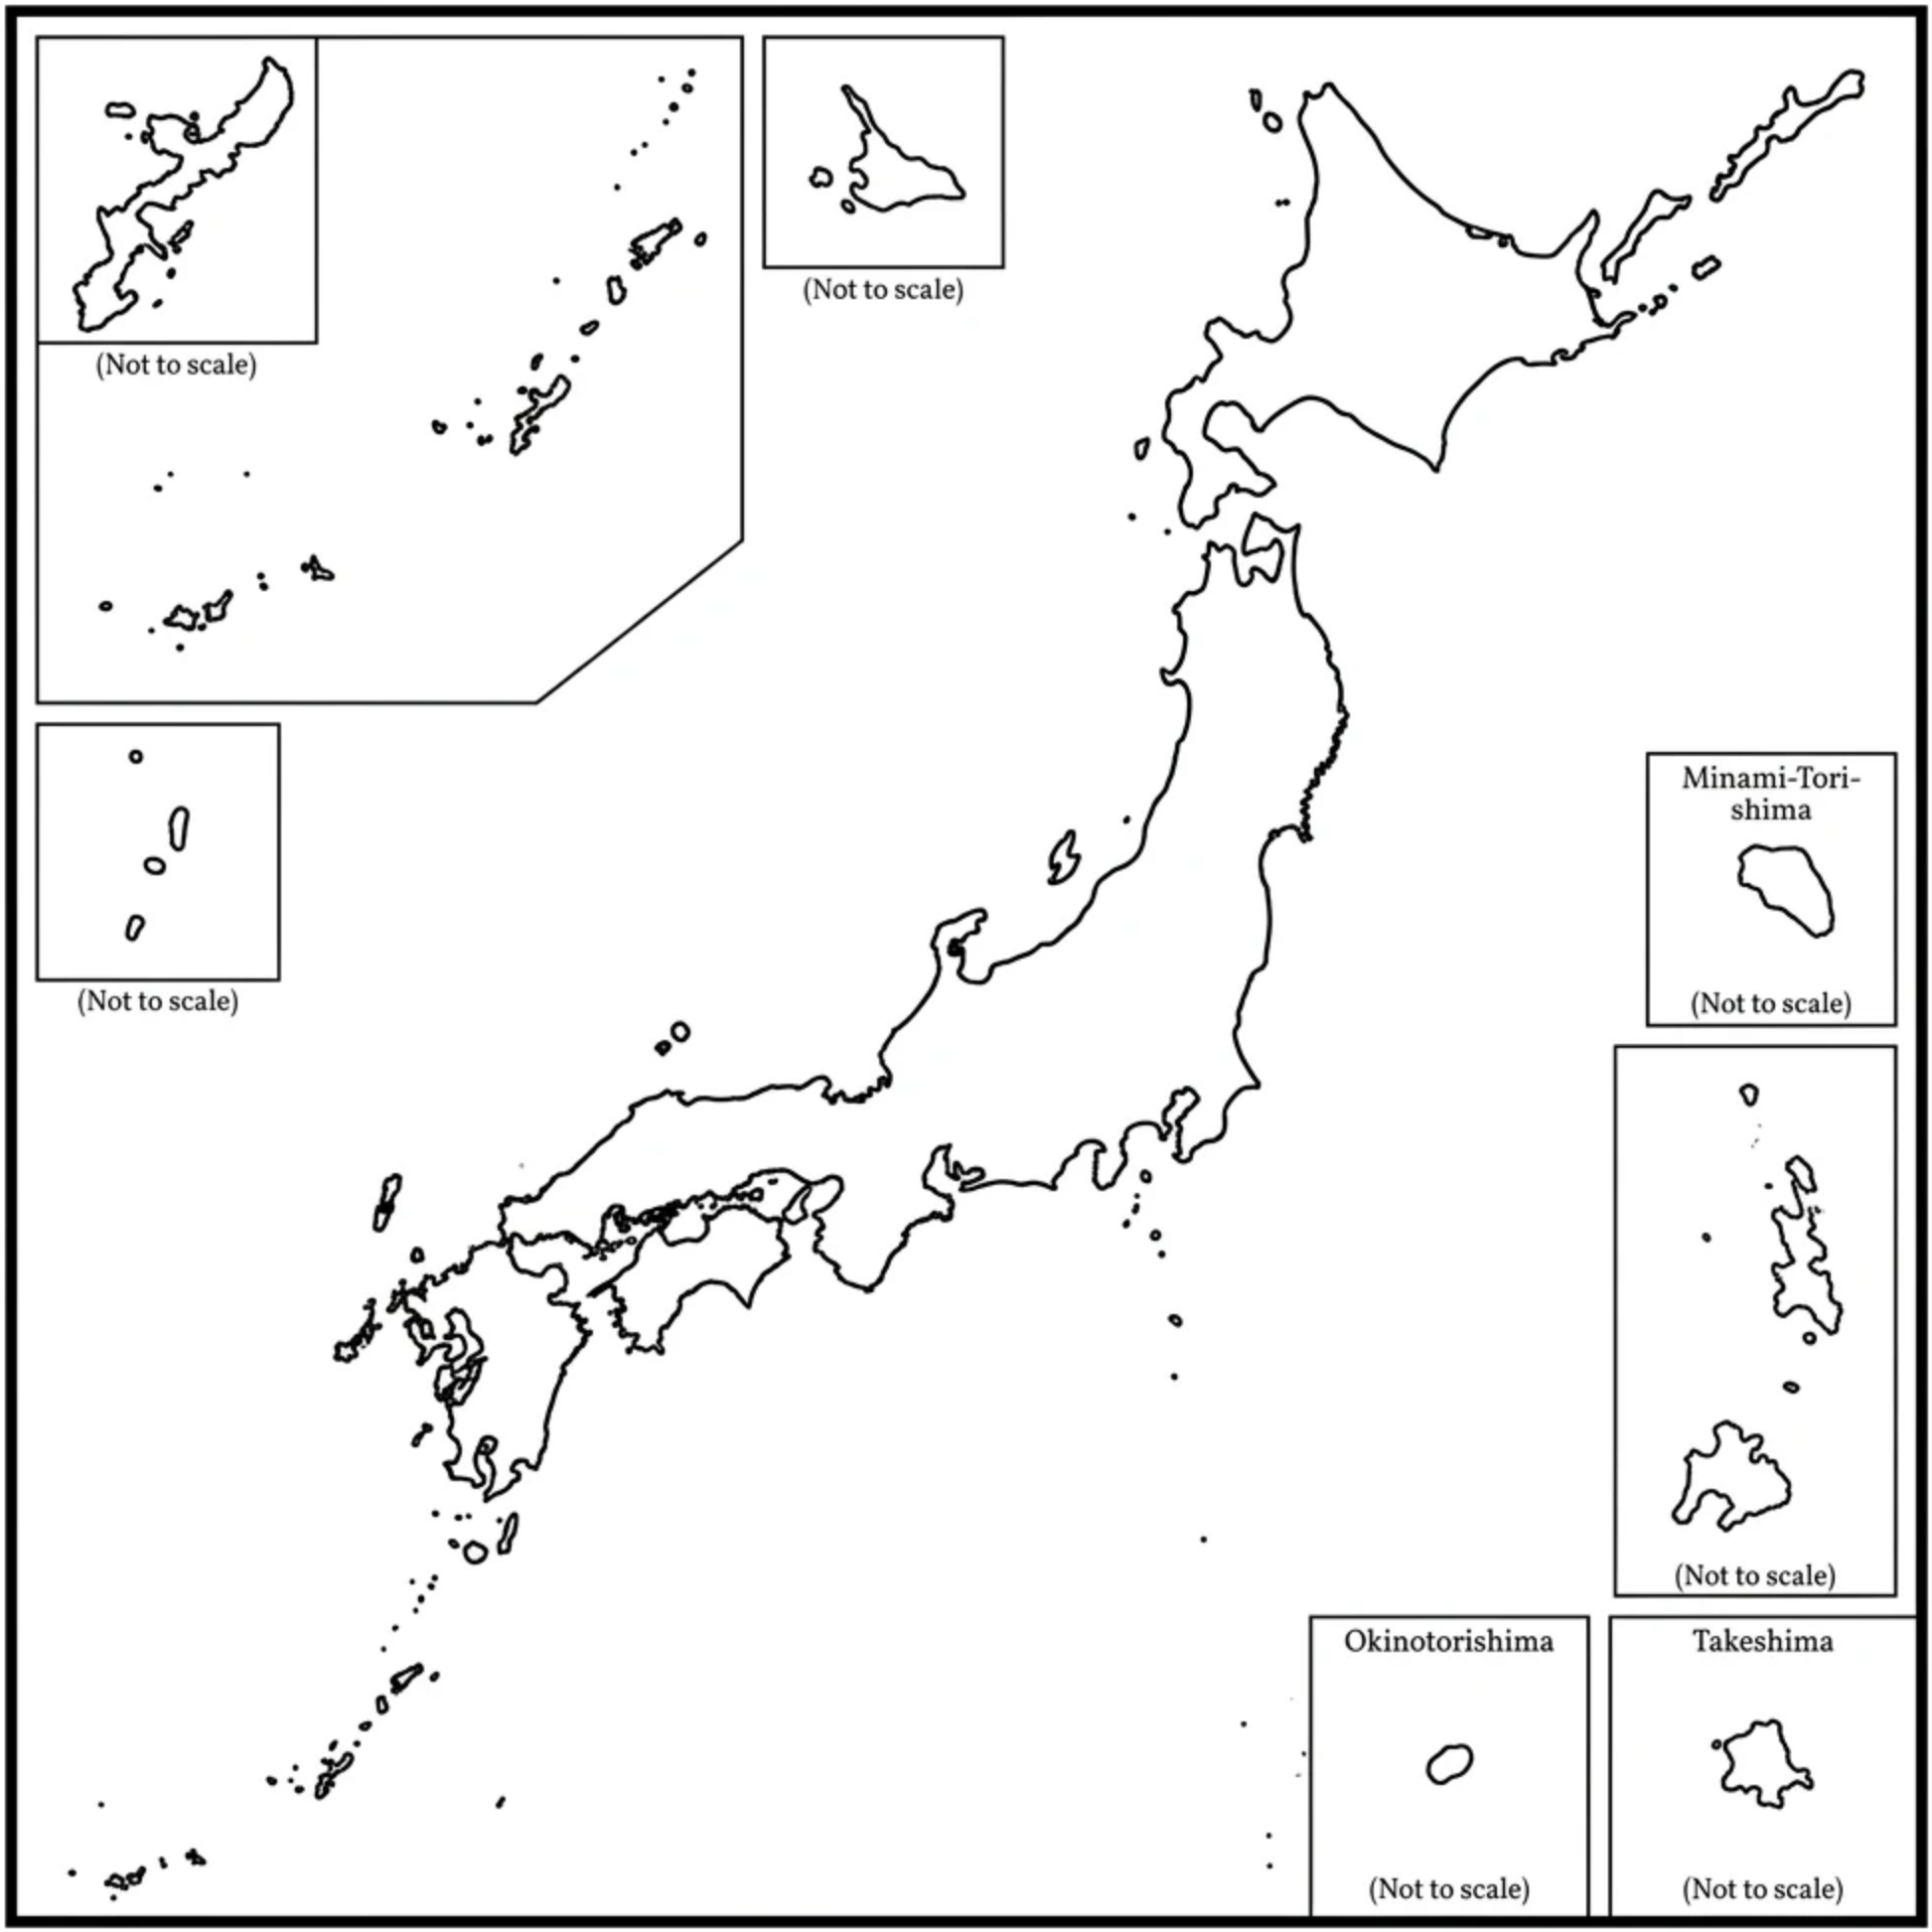 (Not to scale)
(Not to scale)
(Not to scale)
Minami-Tori-
shima
(Not to scale)
(Not to scale)
Okinotorishima
(Not to scale)
Takeshima
(Not to scale)